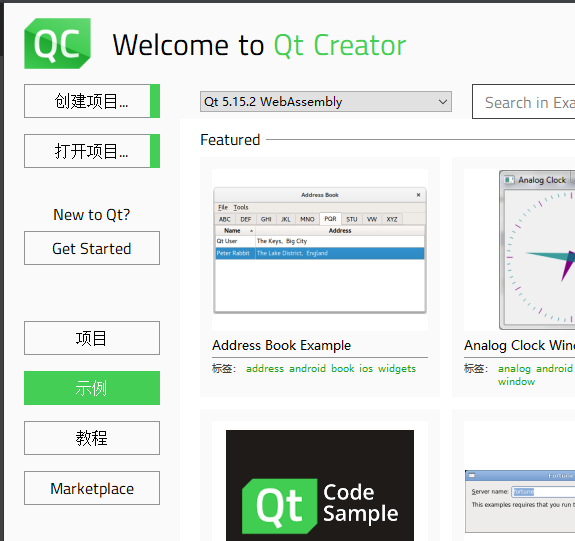 QC Welcome to Qt Creator
创建项目...
打开项目...
New to Qt?
Get Started
项目
示例
教程
Marketplace
Qt 5.15.2 WebAssembly
Search in Exa
Featured
Address Book
File Tools
ABC DEF GHI JKL MNO PQR STU VW XYZ
Name Address
Qt User The Keys, Big City
Peter Rabbit The Lake District, England
Address Book Example
标签: address android book ios widgets
Analog Clock
Analog Clock Wind
标签: analog android
window
Qt Code
Sample
Fortune
Server name: localhost
This examples requires that you run t